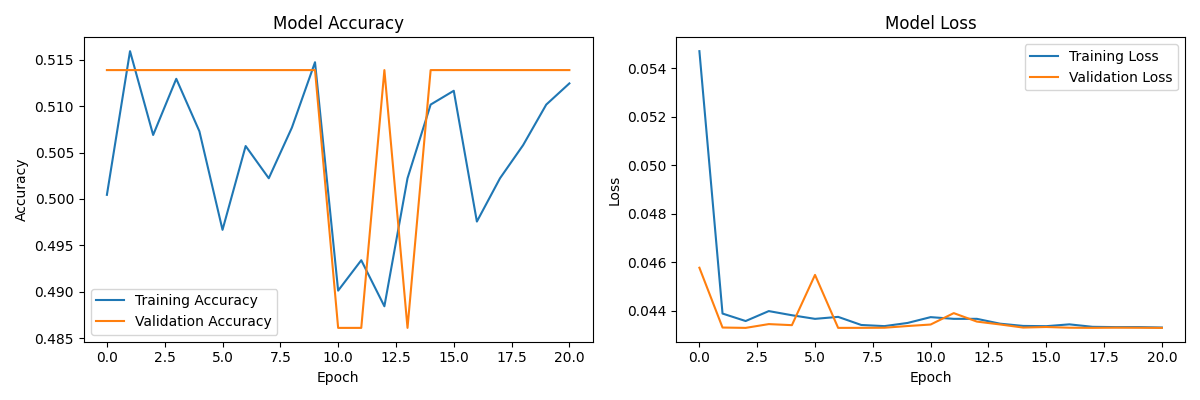 Model Accuracy
Accuracy
0.515
0.510
0.505
0.500
0.495
0.490
0.485
Training Accuracy
Validation Accuracy
0.0 2.5 5.0 7.5 10.0 12.5 15.0 17.5 20.0
Epoch
Model Loss
Loss
0.054
0.052
0.050
0.048
0.046
0.044
Training Loss
Validation Loss
0.0 2.5 5.0 7.5 10.0 12.5 15.0 17.5 20.0
Epoch